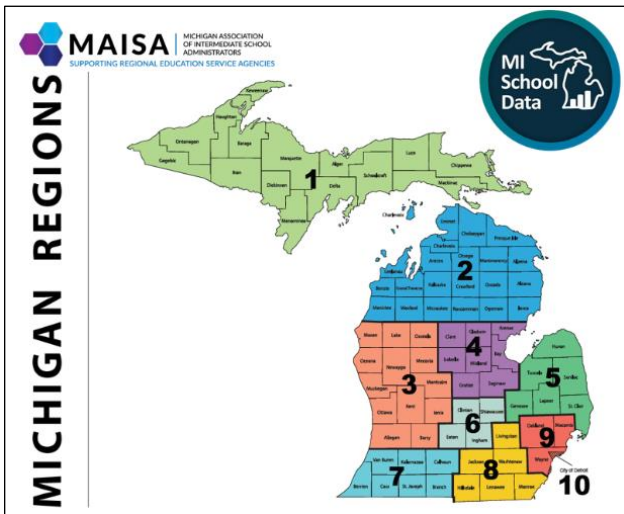 MAISA
MICHIGAN ASSOCIATION
OF INTERMEDIATE SCHOOL
ADMINISTRATORS
SUPPORTING REGIONAL EDUCATION SERVICE AGENCIES
MI
School
Data
MICHIGAN REGIONS
Keweenaw
Houghton
Ontonagon
Baraga
Gogebic
Iron
Marquette
Alger
Luce
Chippewa
Schoolcraft
Mackinac
Dickinson
Delta
Menominee
1
Charlevoix
Emmet
Cheboygan
Presque Isle
Charlevoix
Antrim
Otsego
Montmorency
Alpena
2
Leelanau
Benzie
Grand Traverse
Kalkaska
Crawford
Oscoda
Alcona
Manistee
Wexford
Missaukee
Roscommon
Ogemaw
Iosco
Mason
Lake
Osceola
Clare
Gladwin
4
Isabella
Midland
Bay
Gratiot
Saginaw
Oceana
Newaygo
Mecosta
3
Muskegon
Montcalm
Ottawa
Kent
Ionia
Allegan
Barry
Huron
5
Tuscola
Sanilac
Genesee
Lapeer
St. Clair
6
Clinton
Shiawassee
Eaton
Ingham
Livingston
Oakland
Macomb
9
Wayne
City of Detroit
10
Van Buren
Kalamazoo
Calhoun
7
Berrien
Cass
St. Joseph
Branch
Jackson
Washtenaw
8
Hillsdale
Lenawee
Monroe